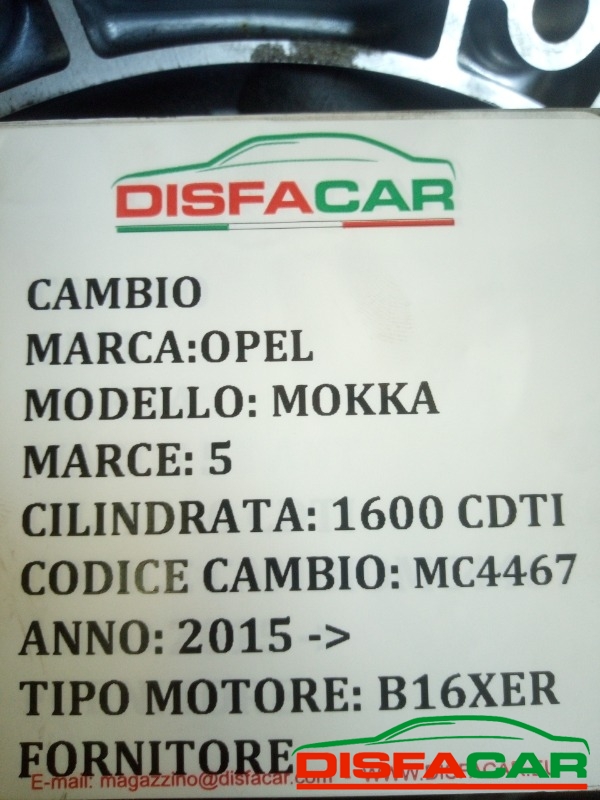 DISFACAR
CAMBIO
MARCA:OPEL
MODELLO: MOKKA
MARCE: 5
CILINDRATA: 1600 CDTI
CODICE CAMBIO: MC4467
ANNO: 2015 ->
TIPO MOTORE: B16XER
FORNITORE
DISFACAR
E-mail: magazzino@disfacar.com